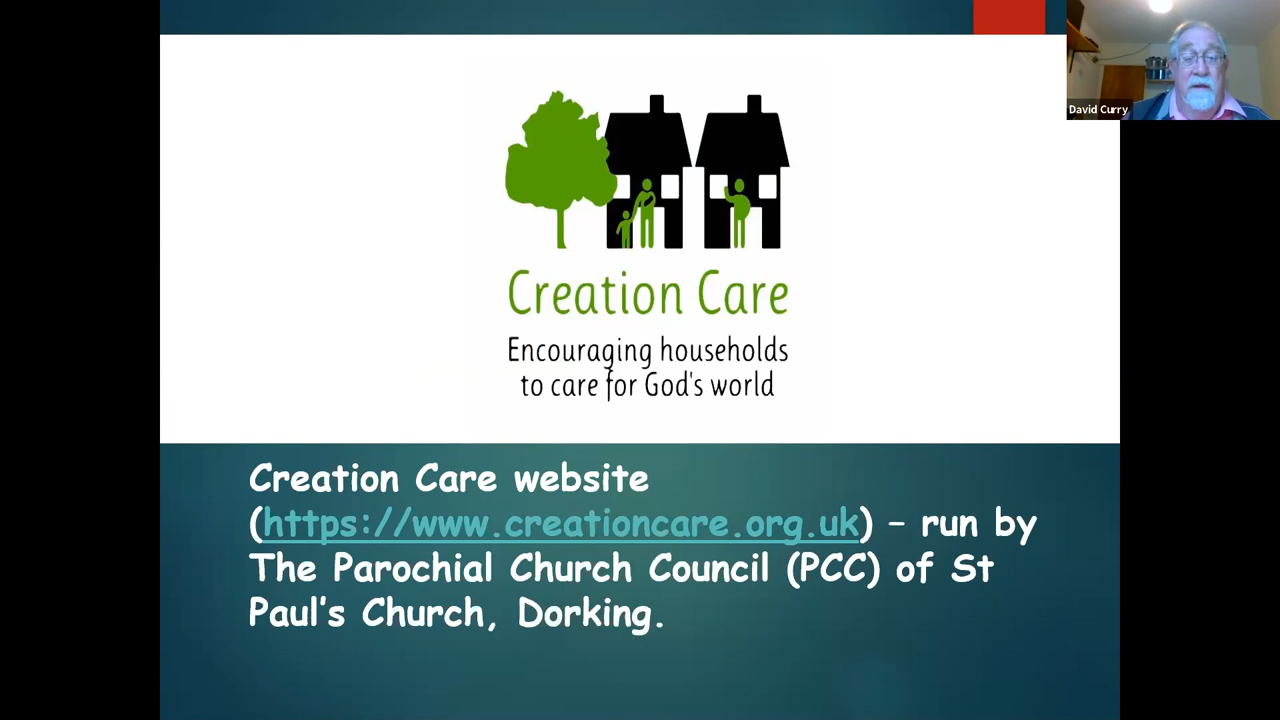 David Curry
Creation Care
Encouraging households
to care for God's world
Creation Care website
(https://www.creationcare.org.uk) – run by
The Parochial Church Council (PCC) of St
Paul's Church, Dorking.